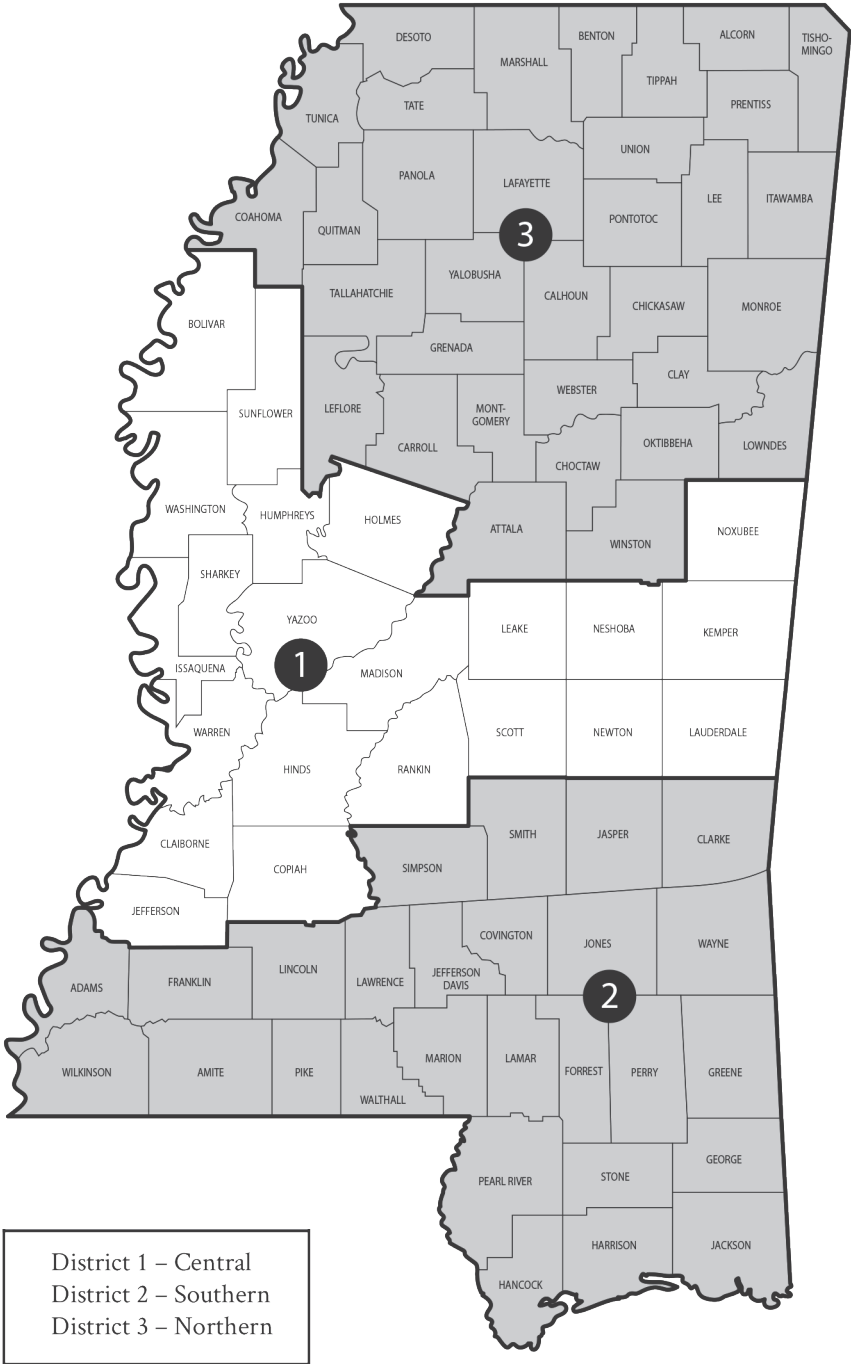 DESOTO
BENTON
ALCORN
TISHO-
MINGO
MARSHALL
TIPPAH
TATE
PRENTISS
TUNICA
UNION
PANOLA
LAFAYETTE
LEE
ITAWAMBA
COAHOMA
QUITMAN
PONTOTOC
3
YALOBUSHA
TALLAHATCHIE
CALHOUN
CHICKASAW
MONROE
BOLIVAR
GRENADA
CLAY
WEBSTER
LEFLORE
MONT-
GOMERY
SUNFLOWER
CARROLL
OKTIBBEHA
LOWNDES
CHOCTAW
WASHINGTON
HUMPHREYS
HOLMES
ATTALA
WINSTON
NOXUBEE
SHARKEY
YAZOO
LEAKE
NESHOBA
KEMPER
1
ISSAQUENA
MADISON
WARREN
SCOTT
NEWTON
LAUDERDALE
HINDS
RANKIN
CLAIBORNE
SMITH
JASPER
CLARKE
COPIAH
SIMPSON
JEFFERSON
COVINGTON
JONES
WAYNE
LINCOLN
JEFFERSON
DAVIS
ADAMS
FRANKLIN
LAWRENCE
2
WILKINSON
AMITE
PIKE
MARION
LAMAR
FORREST
PERRY
GREENE
WALTHALL
GEORGE
PEARL RIVER
STONE
HARRISON
JACKSON
HANCOCK
District 1 – Central
District 2 – Southern
District 3 – Northern